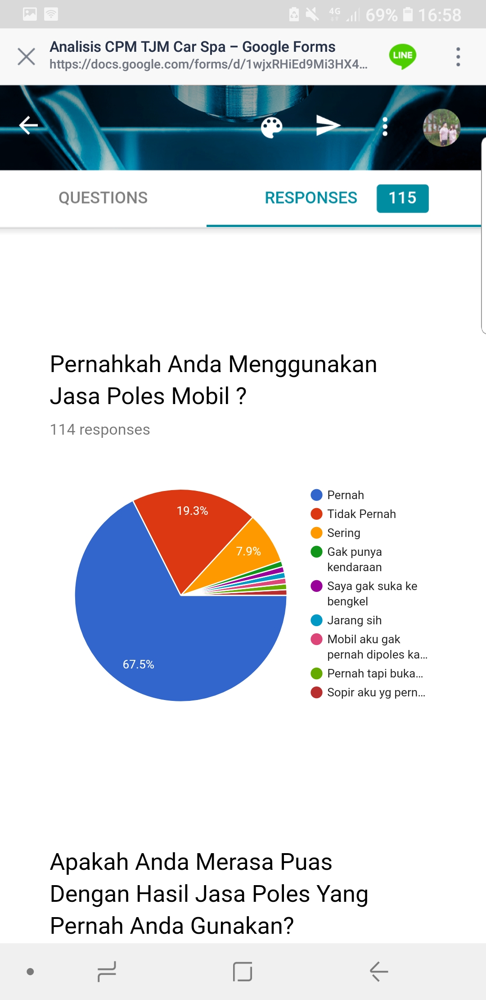 4G 69% 16:58
Analisis CPM TJM Car Spa – Google Forms
https://docs.google.com/forms/d/1wjxRHiEd9Mi3HX4...
LINE
QUESTIONS
RESPONSES 115
Pernahkah Anda Menggunakan
Jasa Poles Mobil ?
114 responses
19.3%
7.9%
67.5%
Pernah
Tidak Pernah
Sering
Gak punya
kendaraan
Saya gak suka ke
bengkel
Jarang sih
Mobil aku gak
pernah dipoles ka...
Pernah tapi buka...
Sopir aku yg pern...
Apakah Anda Merasa Puas
Dengan Hasil Jasa Poles Yang
Pernah Anda Gunakan?